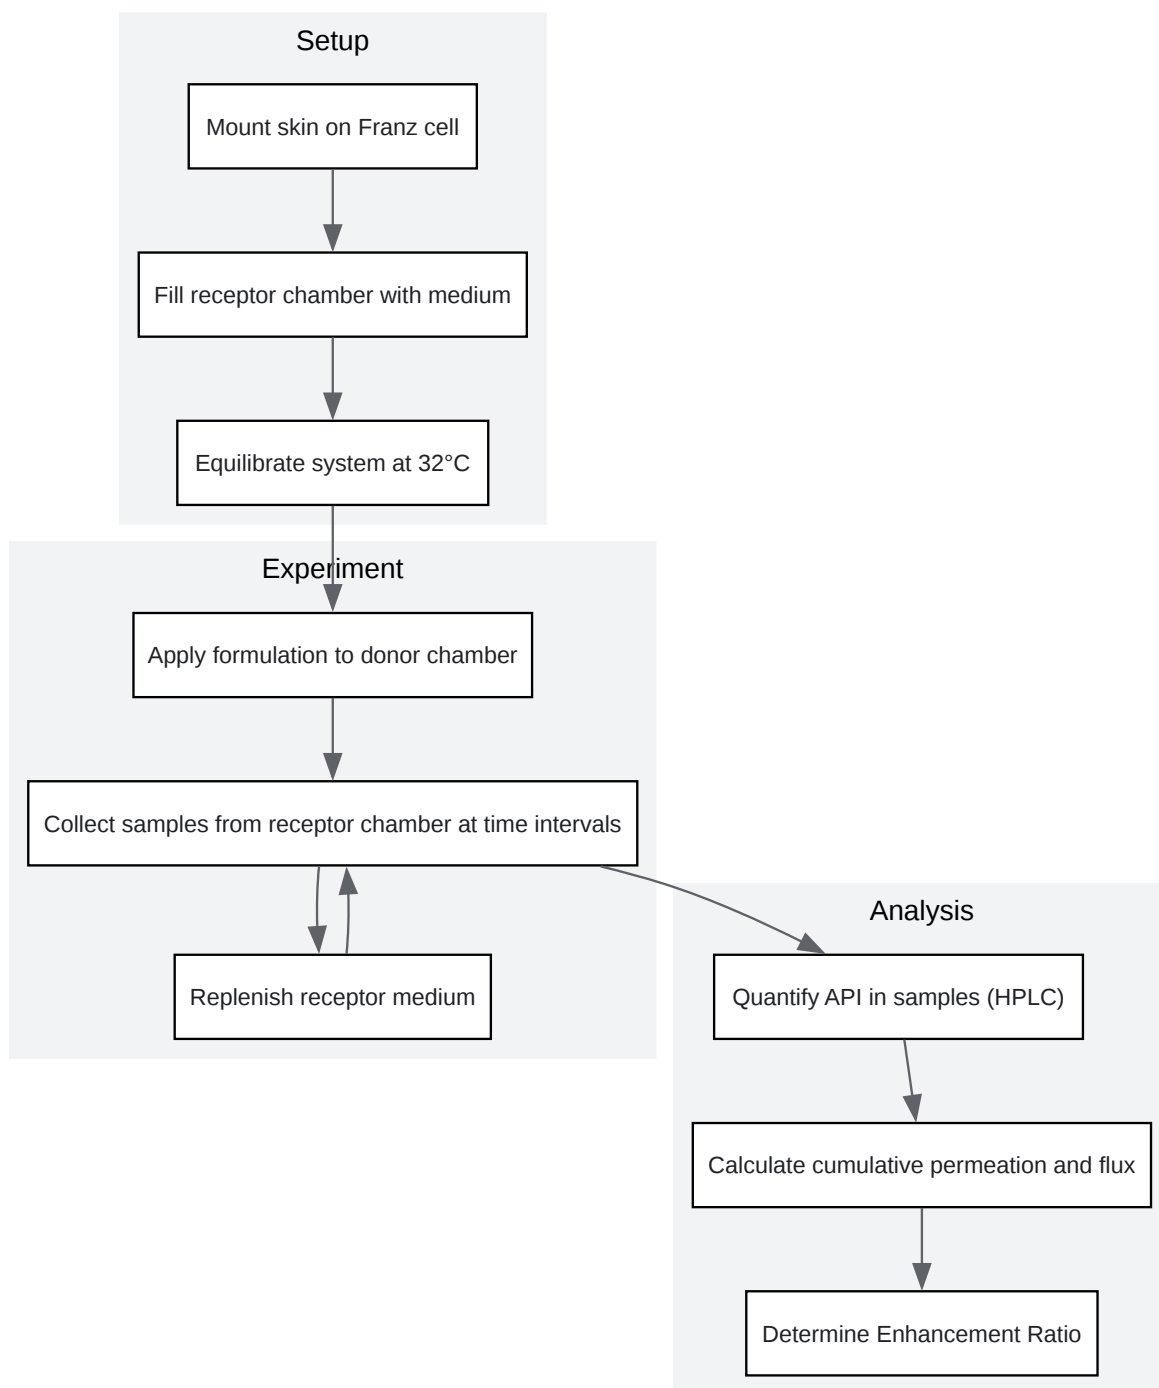 Setup
Mount skin on Franz cell
Fill receptor chamber with medium
Equilibrate system at 32°C
Experiment
Apply formulation to donor chamber
Collect samples from receptor chamber at time intervals
Replenish receptor medium
Analysis
Quantify API in samples (HPLC)
Calculate cumulative permeation and flux
Determine Enhancement Ratio